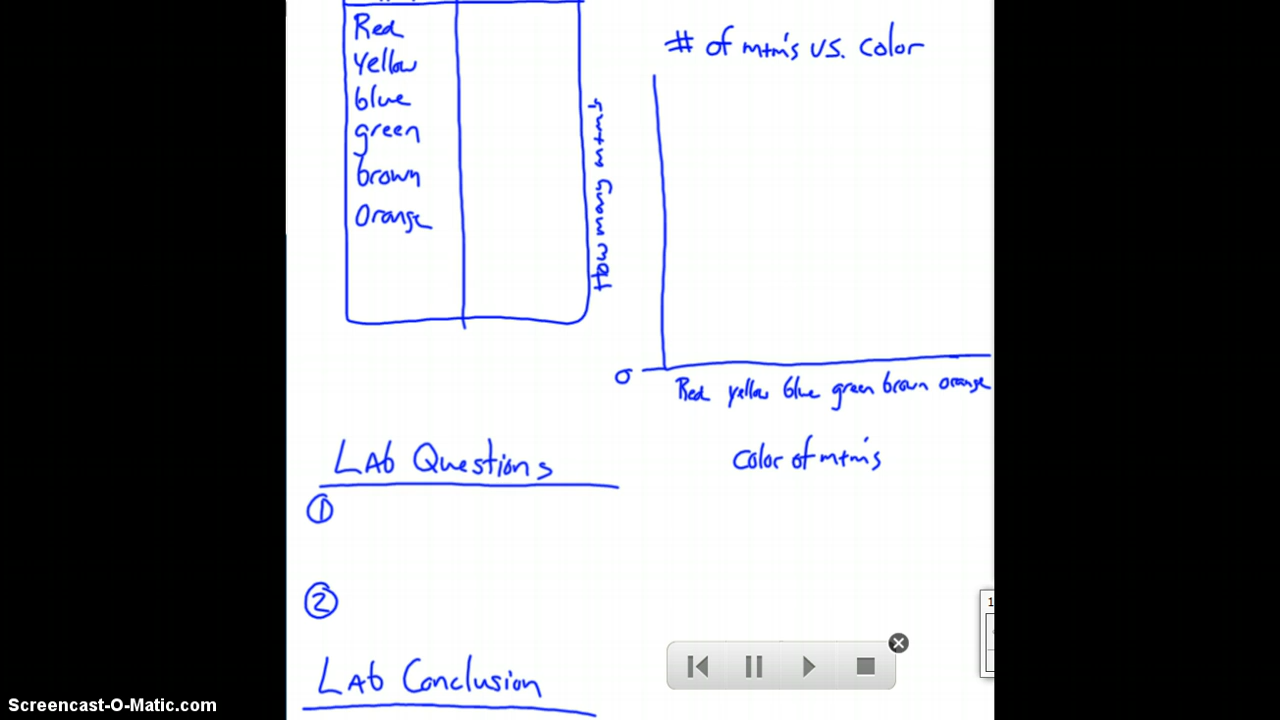 Red
Yellow
blue
green
brown
Orange
# of m+m's vs. Color
How many m+m's
0
Red yellow blue green brown orange
Color of m+m's
LAb Questions
①
②
LAb Conclusion
1
Screencast-O-Matic.com